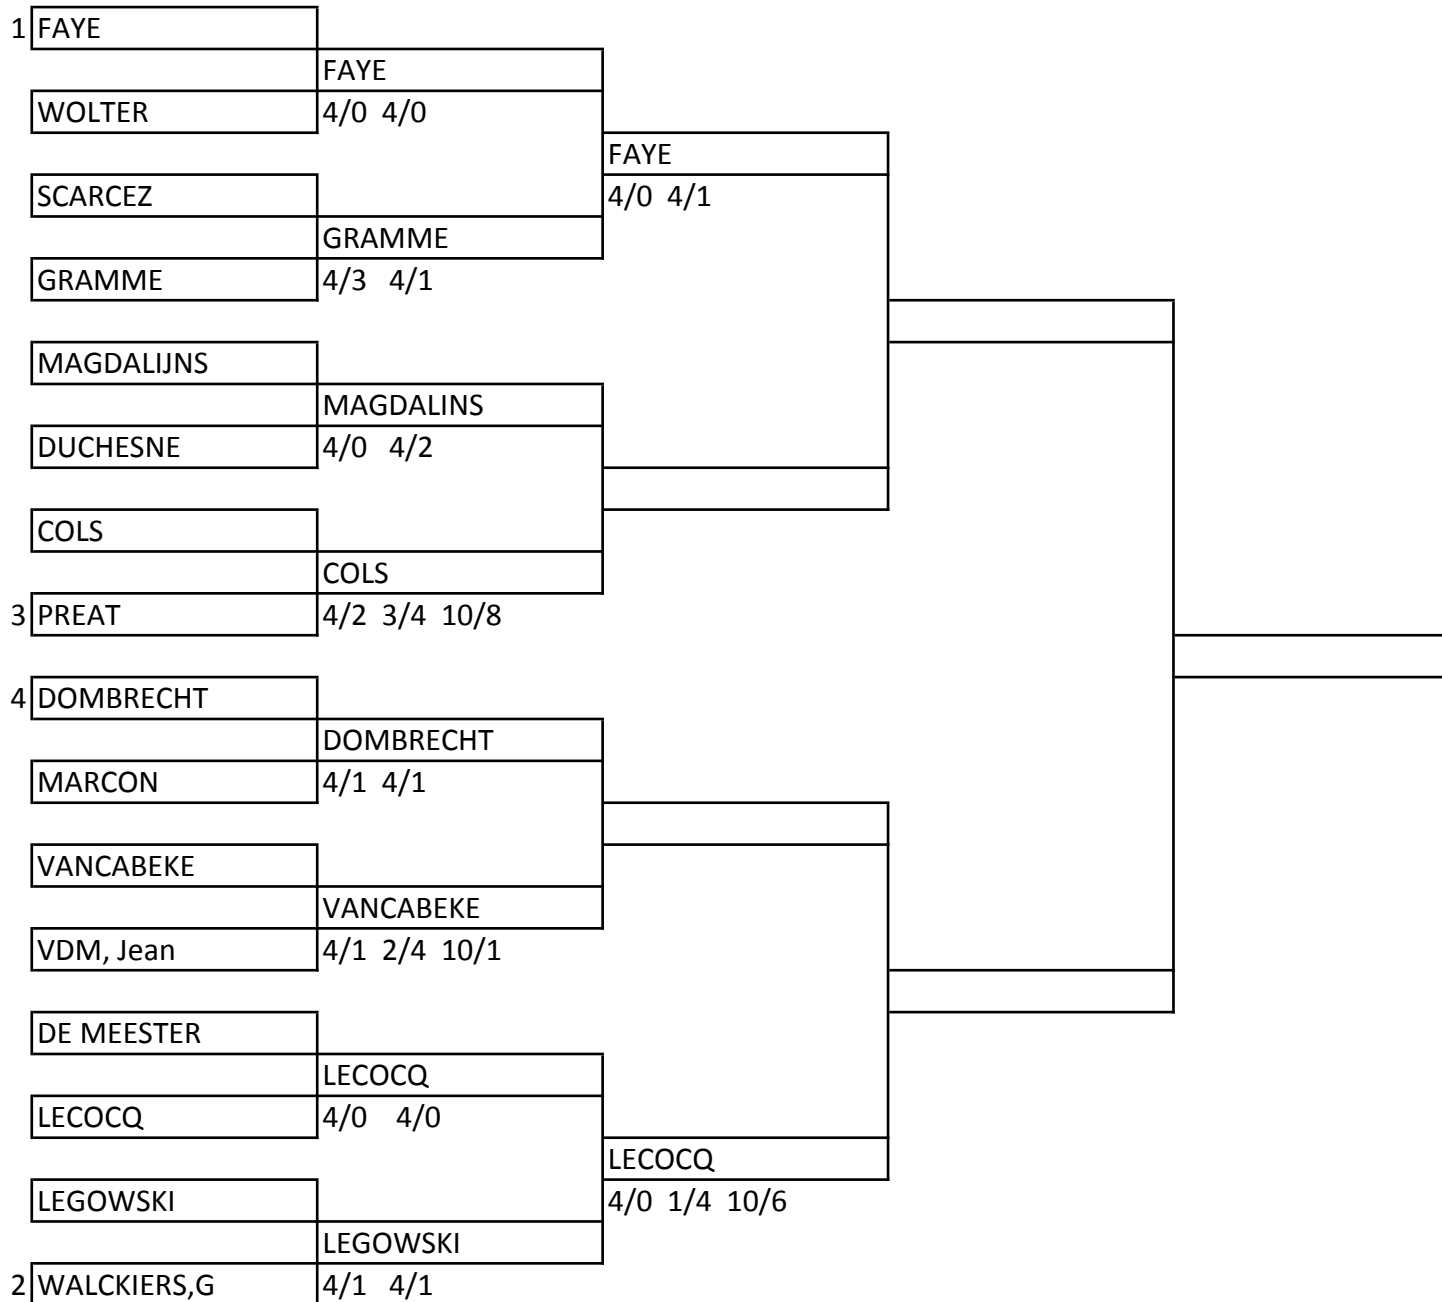 1 FAYE
FAYE
WOLTER 4/0 4/0
FAYE
SCARCEZ 4/0 4/1
GRAMME
GRAMME 4/3 4/1
MAGDALIJNS
MAGDALINS
DUCHESNE 4/0 4/2
COLS
COLS
3 PREAT 4/2 3/4 10/8
4 DOMBRECHT
DOMBRECHT
MARCON 4/1 4/1
VANCABEKE
VANCABEKE
VDM, Jean 4/1 2/4 10/1
DE MEESTER
LECOCQ
LECOCQ 4/0 4/0
LECOCQ
LEGOWSKI 4/0 1/4 10/6
LEGOWSKI
2 WALCKIERS,G 4/1 4/1